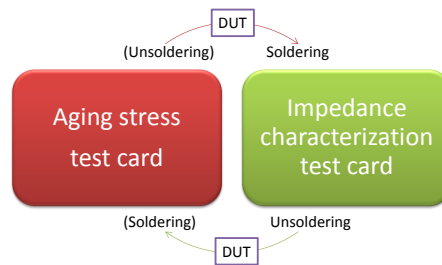 DUT
(Unsoldering) Soldering
Aging stress
test card
Impedance
characterization
test card
(Soldering) Unsoldering
DUT